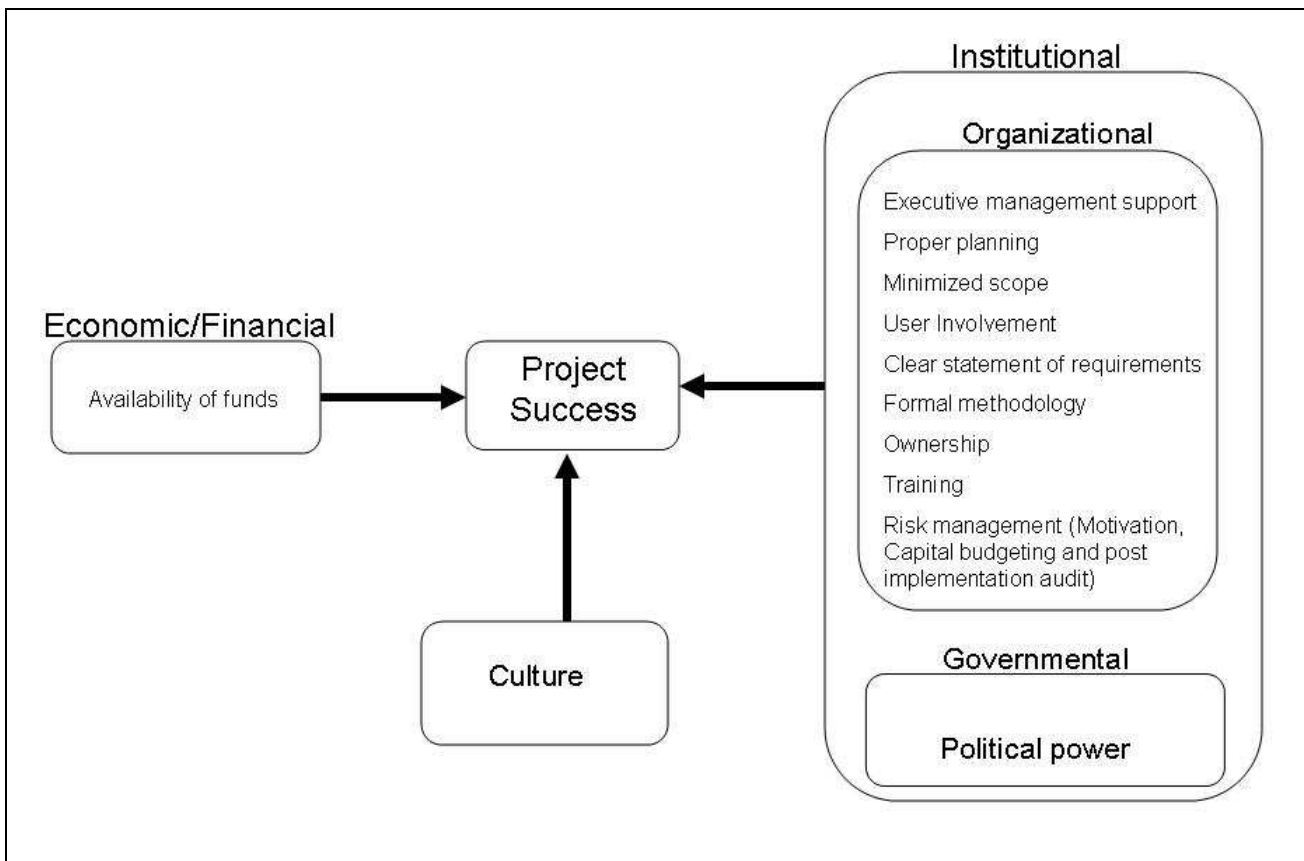 Institutional
Organizational
Executive management support
Proper planning
Minimized scope
User Involvement
Clear statement of requirements
Formal methodology
Ownership
Training
Risk management (Motivation,
Capital budgeting and post
implementation audit)
Governmental
Political power
Economic/Financial
Availability of funds
Project
Success
Culture